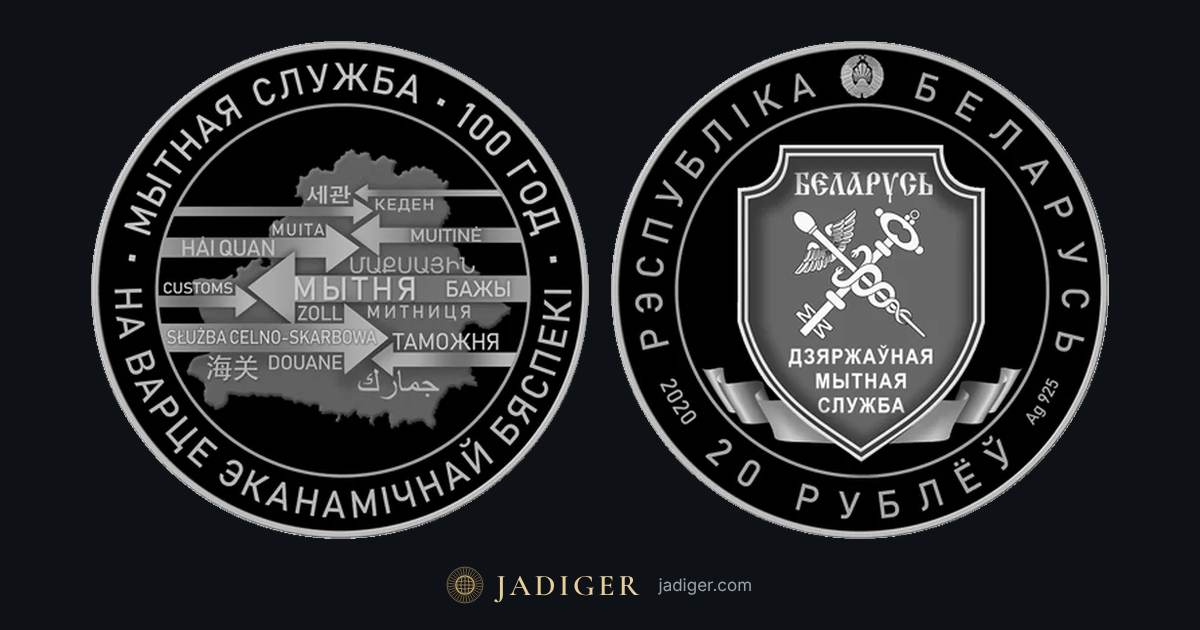 МЫТНАЯ СЛУЖБА · 100 ГОД ·
НА ВАРЦЕ ЭКАНАМІЧНАЙ БЯСПЕКІ
세관
КЕДЕН
MUITA
MUITINĖ
HẢI QUAN
ՄԱՔՍԱՅԻՆ
CUSTOMS
МЫТНЯ
БАЖЫ
ZOLL
МИТНИЦЯ
SŁUŻBA CELNO-SKARBOWA
ТАМОЖНЯ
海关
DOUANE
جمارك
РЭСПУБЛІКА БЕЛАРУСЬ
БЕЛАРУСЬ
MW
ДЗЯРЖАЎНАЯ
МЫТНАЯ
СЛУЖБА
2020
Ag 925
20 РУБЛЁЎ
JADIGER
jadiger.com